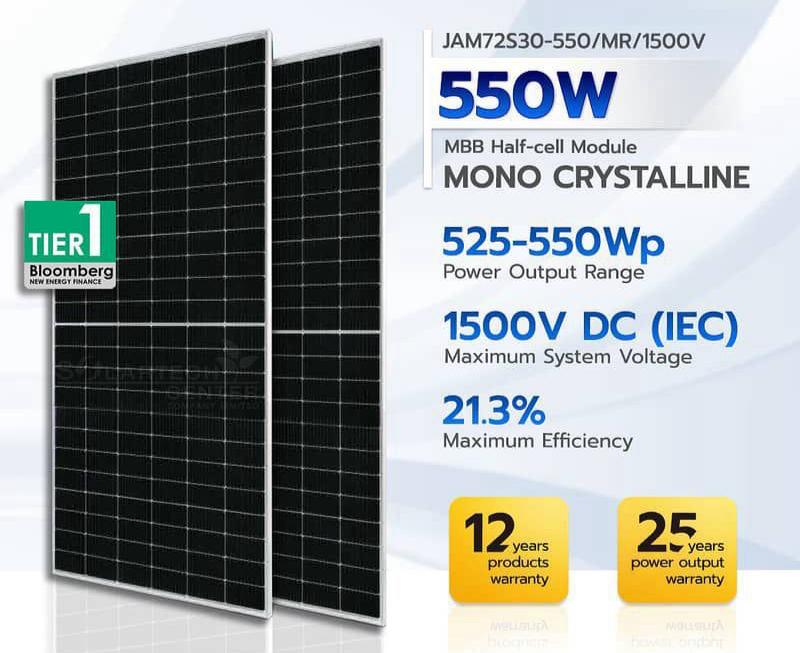 JAM72S30-550/MR/1500V
550W
MBB Half-cell Module
MONO CRYSTALLINE
TIER 1
Bloomberg
NEW ENERGY FINANCE
525-550Wp
Power Output Range
1500V DC (IEC)
Maximum System Voltage
SOLARTECH
CENTER
21.3%
Maximum Efficiency
12 years
products
warranty
25 years
power output
warranty